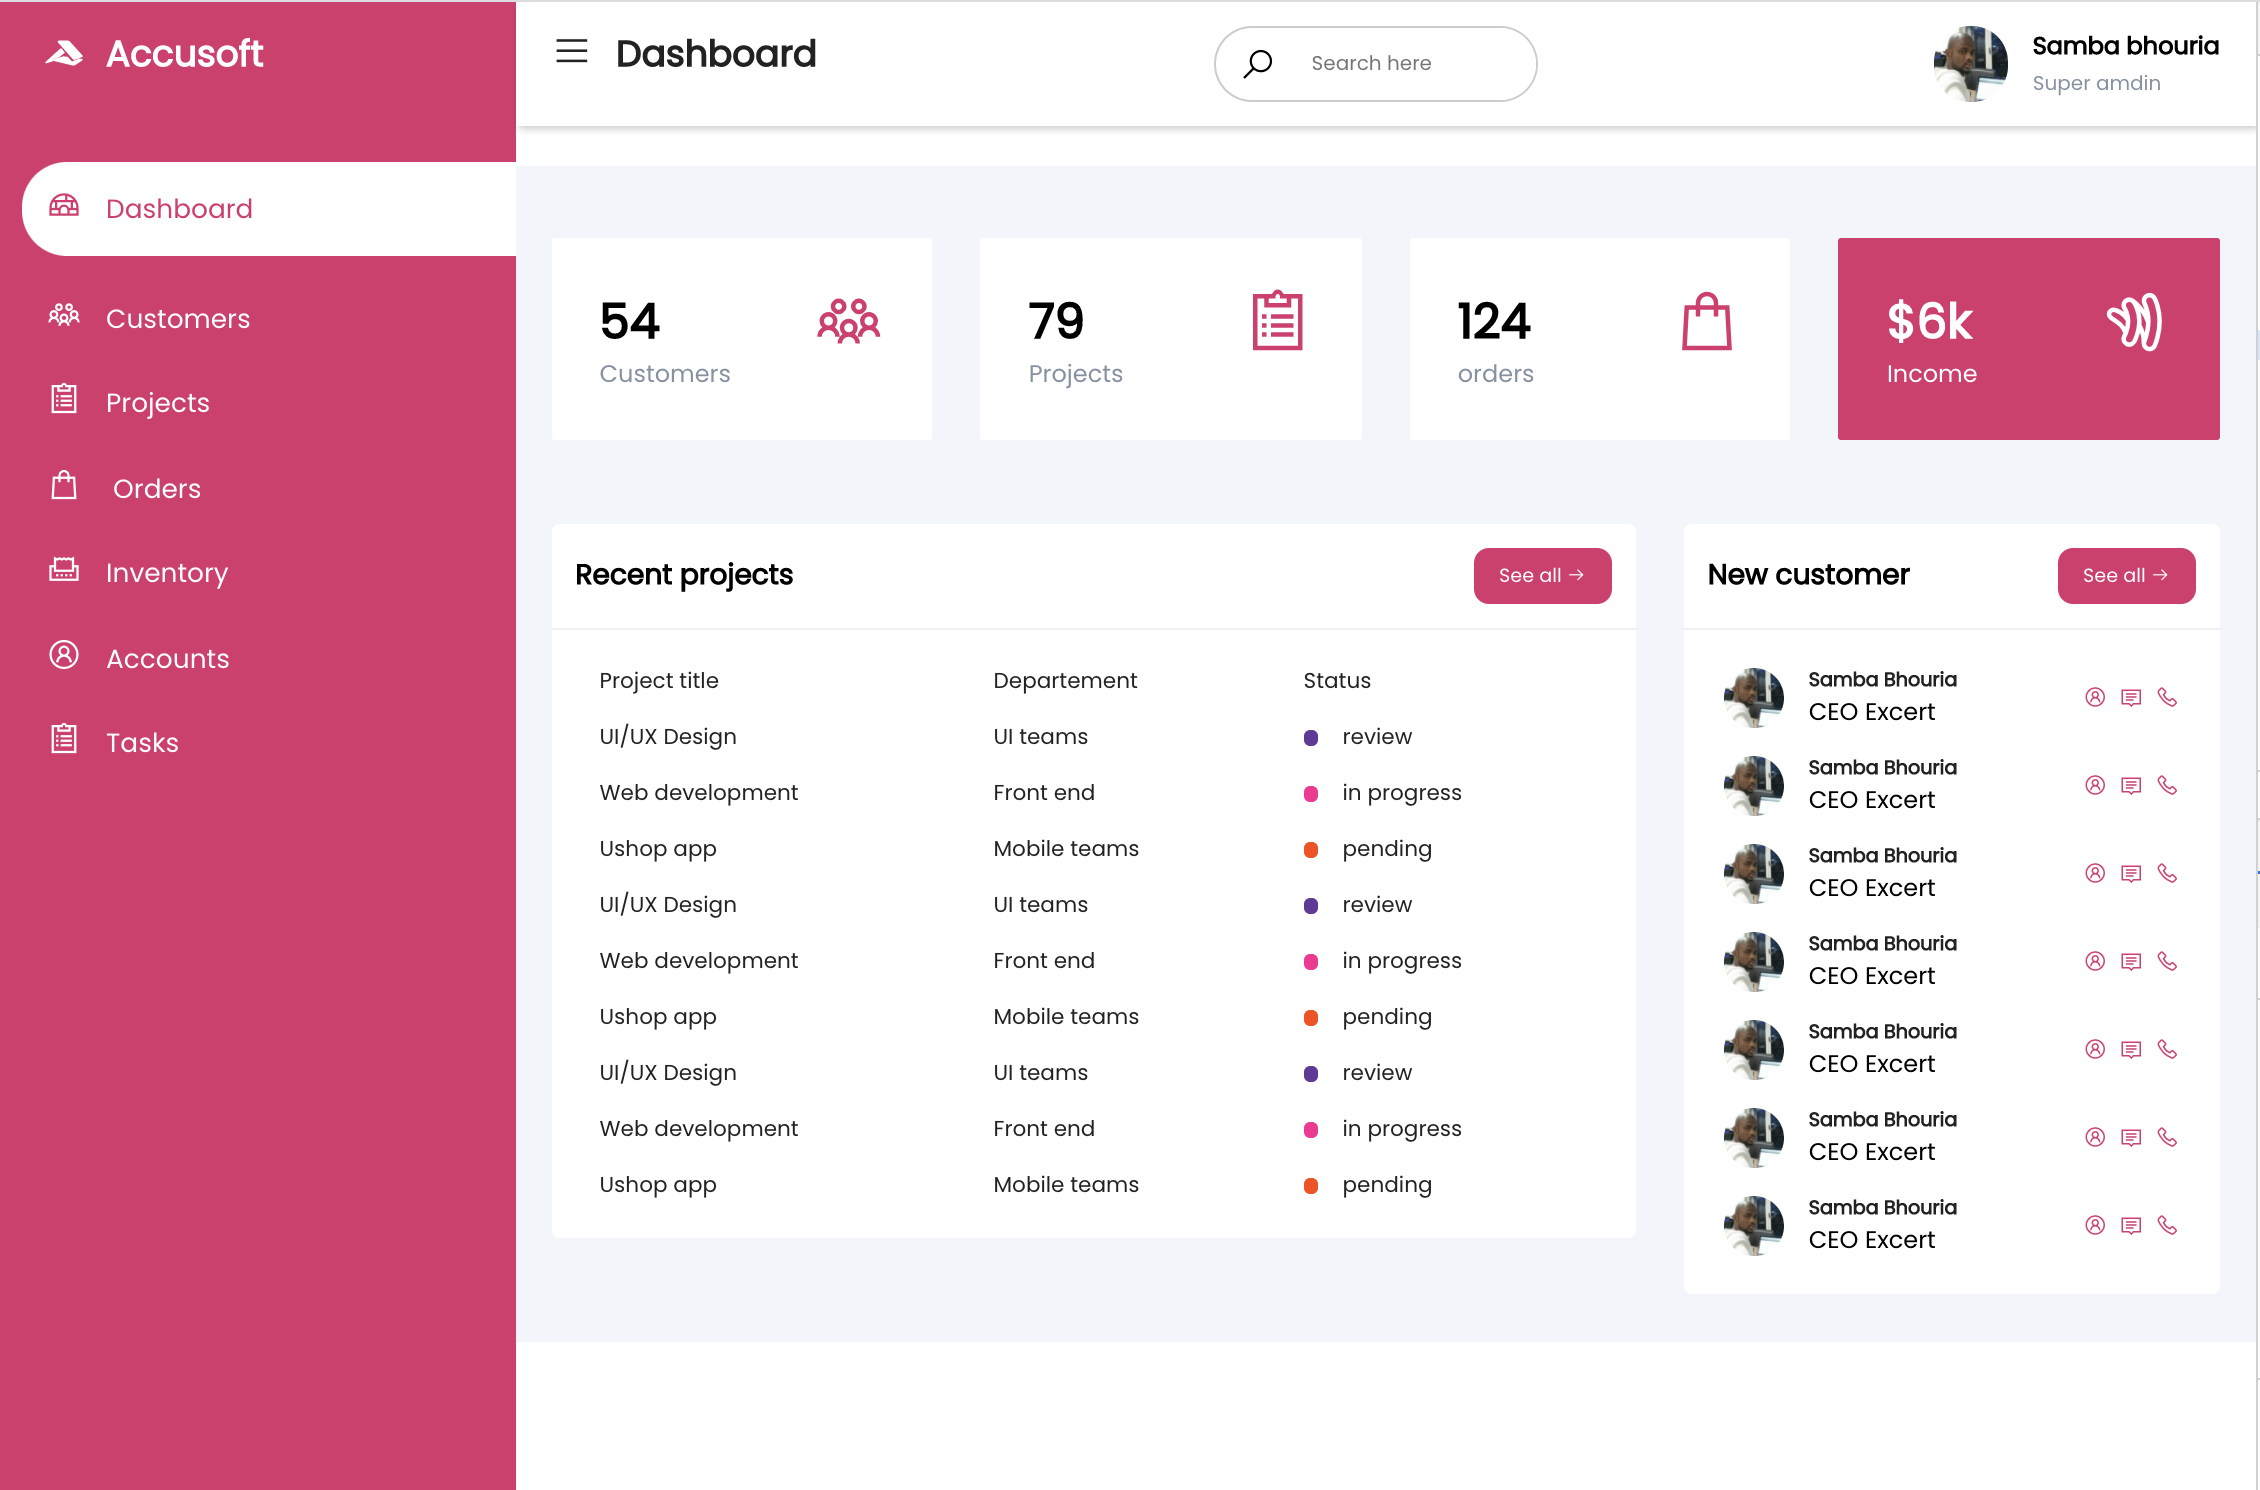 Accusoft
Dashboard
Customers
Projects
Orders
Inventory
Accounts
Tasks
Dashboard
Search here
Samba bhouria
Super amdin
54
Customers
79
Projects
124
orders
$6k
Income
Recent projects
See all →
Project title Departement Status
UI/UX Design UI teams review
Web development Front end in progress
Ushop app Mobile teams pending
UI/UX Design UI teams review
Web development Front end in progress
Ushop app Mobile teams pending
UI/UX Design UI teams review
Web development Front end in progress
Ushop app Mobile teams pending
New customer
See all →
Samba Bhouria
CEO Excert
Samba Bhouria
CEO Excert
Samba Bhouria
CEO Excert
Samba Bhouria
CEO Excert
Samba Bhouria
CEO Excert
Samba Bhouria
CEO Excert
Samba Bhouria
CEO Excert